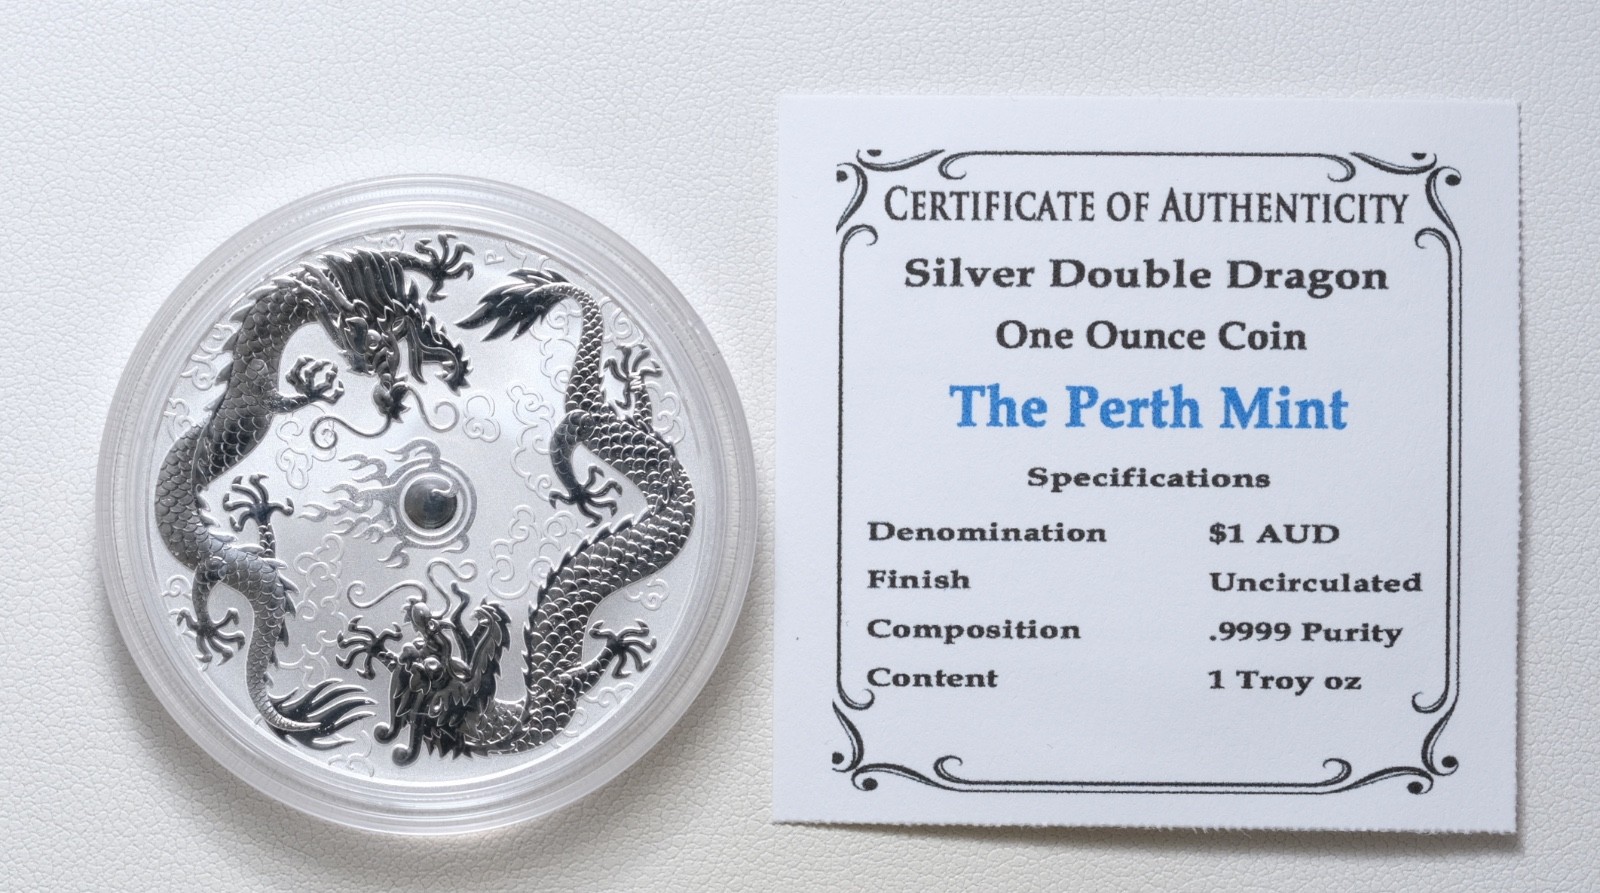 P
CERTIFICATE OF AUTHENTICITY
Silver Double Dragon
One Ounce Coin
The Perth Mint
Specifications
Denomination $1 AUD
Finish Uncirculated
Composition .9999 Purity
Content 1 Troy oz